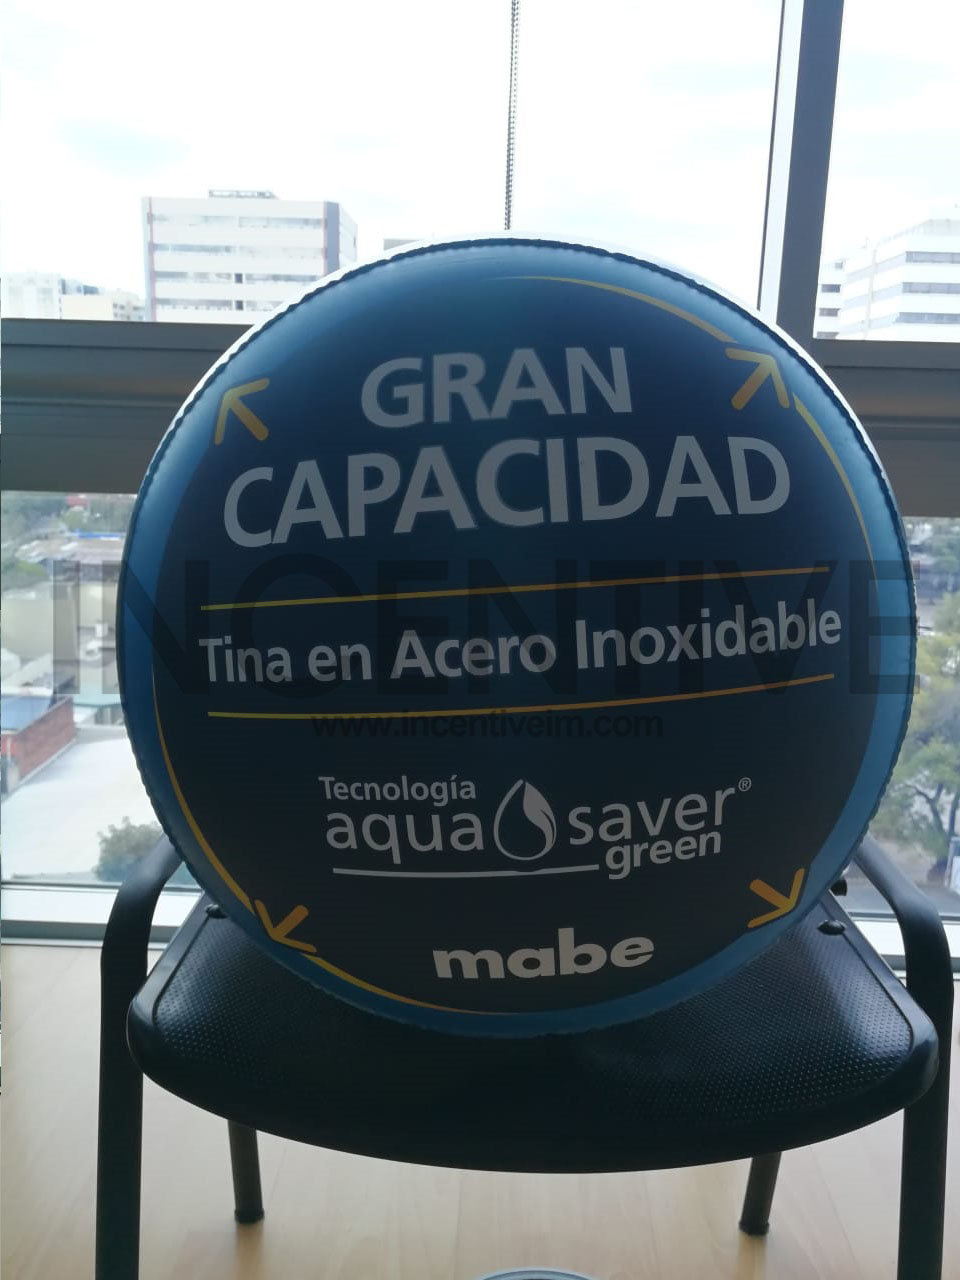 GRAN
CAPACIDAD
INCENTIVE
Tina en Acero Inoxidable
www.incentiveim.com
Tecnología
aqua saver®
green
mabe